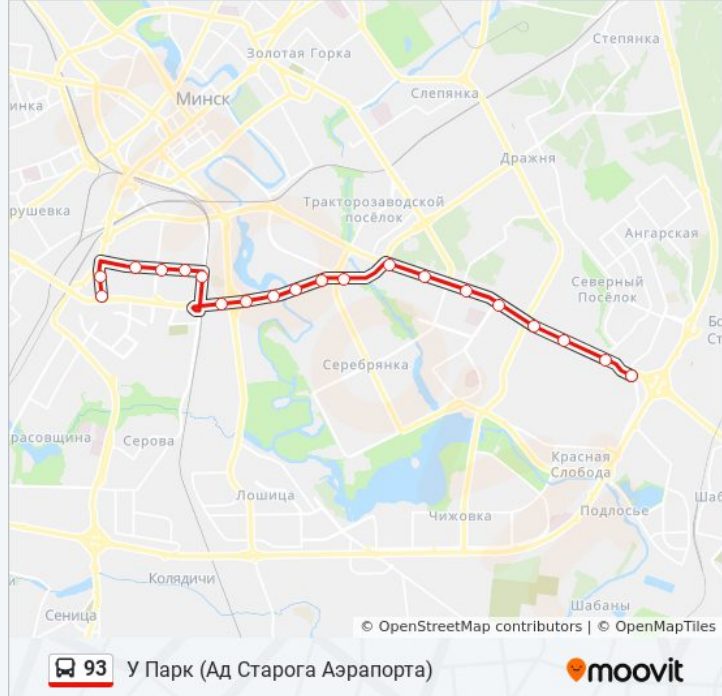 Степянка
Золотая Горка
Слепянка
инка
Минск
Дражня
Тракторозаводской
посёлок
рушевка
Ангарская
Северный
Посёлок
Бо
Ст
Серебрянка
расовщина
Серова
Красная
Слобода
Лошица
Шаб
Чижовка
Подлосье
й
Колядичи
Шабаны
Сеница
© OpenStreetMap contributors | © OpenMapTiles
93 У Парк (Ад Старога Аэрапорта)
moovit